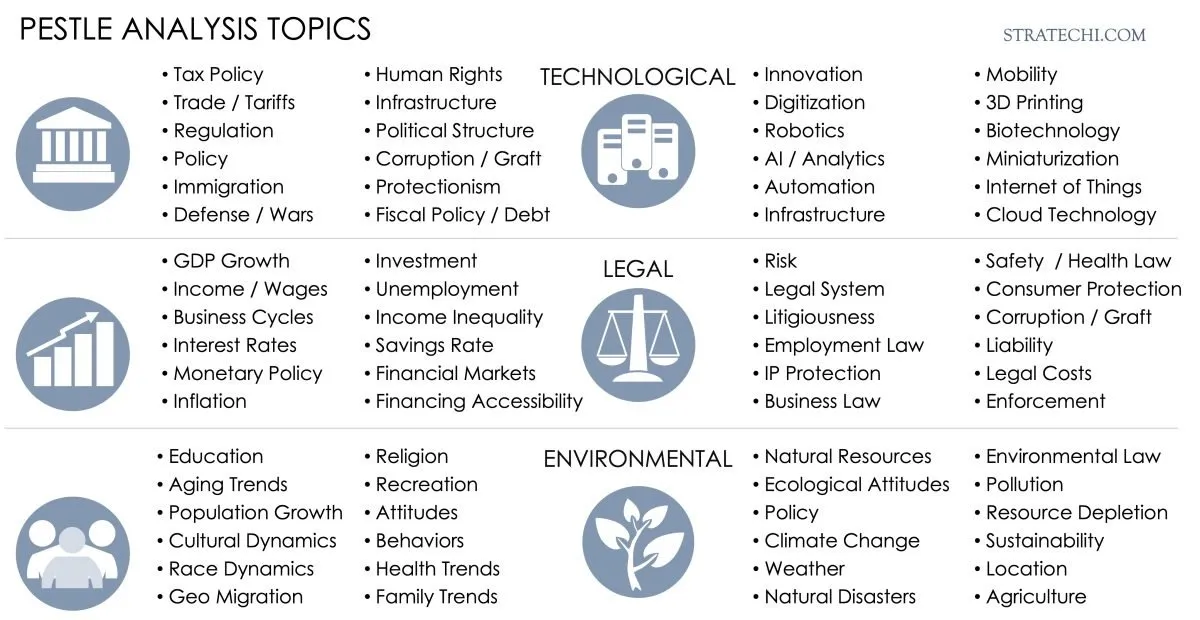 PESTLE ANALYSIS TOPICS
STRATECHI.COM
• Tax Policy
• Trade / Tariffs
• Regulation
• Policy
• Immigration
• Defense / Wars
• Human Rights
• Infrastructure
• Political Structure
• Corruption / Graft
• Protectionism
• Fiscal Policy / Debt
TECHNOLOGICAL
• Innovation
• Digitization
• Robotics
• AI / Analytics
• Automation
• Infrastructure
• Mobility
• 3D Printing
• Biotechnology
• Miniaturization
• Internet of Things
• Cloud Technology
• GDP Growth
• Income / Wages
• Business Cycles
• Interest Rates
• Monetary Policy
• Inflation
• Investment
• Unemployment
• Income Inequality
• Savings Rate
• Financial Markets
• Financing Accessibility
LEGAL
• Risk
• Legal System
• Litigiousness
• Employment Law
• IP Protection
• Business Law
• Safety / Health Law
• Consumer Protection
• Corruption / Graft
• Liability
• Legal Costs
• Enforcement
• Education
• Aging Trends
• Population Growth
• Cultural Dynamics
• Race Dynamics
• Geo Migration
• Religion
• Recreation
• Attitudes
• Behaviors
• Health Trends
• Family Trends
ENVIRONMENTAL
• Natural Resources
• Ecological Attitudes
• Policy
• Climate Change
• Weather
• Natural Disasters
• Environmental Law
• Pollution
• Resource Depletion
• Sustainability
• Location
• Agriculture